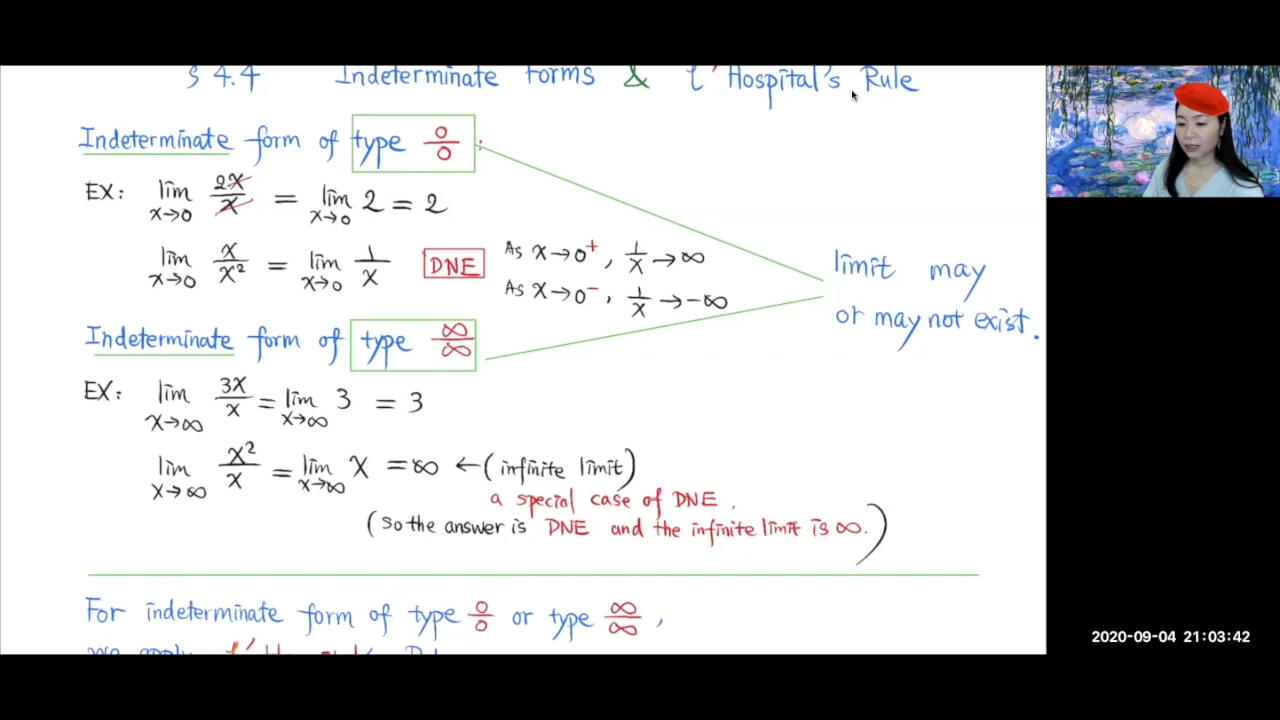 § 4.4 Indeterminate Forms & l'Hospital's Rule
Indeterminate form of type 0/0 :
EX: lim x→0 2x/x = lim x→0 2 = 2
lim x→0 x/x² = lim x→0 1/x DNE As x→0⁺, 1/x → ∞
As x→0⁻, 1/x → -∞
limit may
or may not exist.
Indeterminate form of type ∞/∞
EX: lim x→∞ 3x/x = lim x→∞ 3 = 3
lim x→∞ x²/x = lim x→∞ x = ∞ ← (infinite limit)
a special case of DNE.
(So the answer is DNE and the infinite limit is ∞.)
For indeterminate form of type 0/0 or type ∞/∞ ,
we apply l'Hospital's Rule
2020-09-04 21:03:42